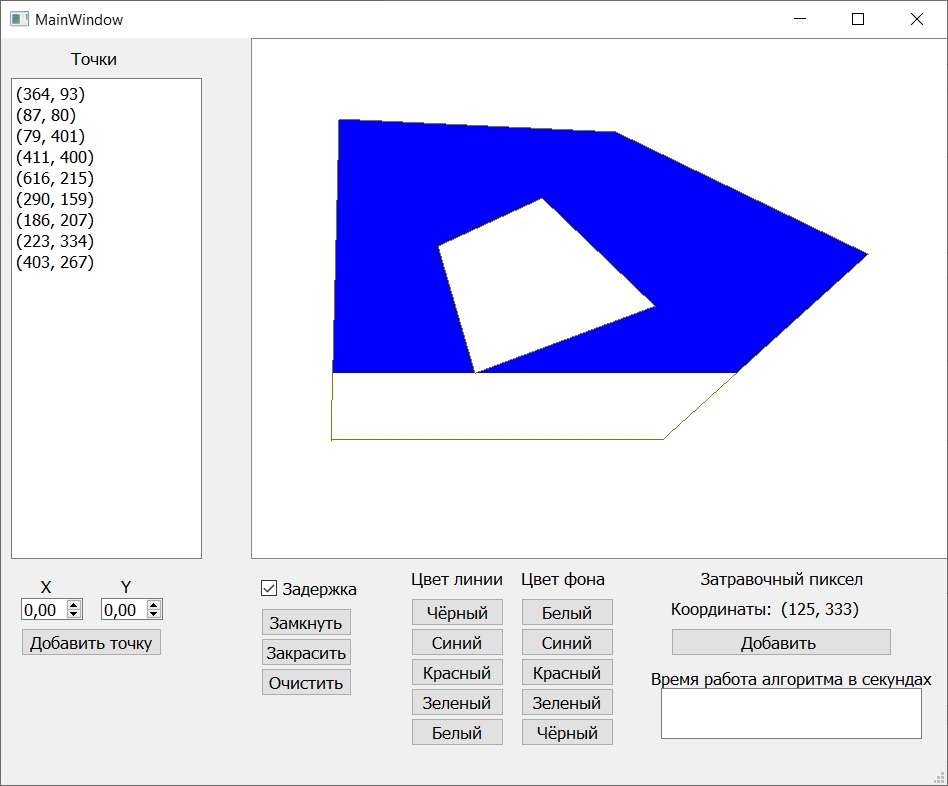 MainWindow
Точки
(364, 93)
(87, 80)
(79, 401)
(411, 400)
(616, 215)
(290, 159)
(186, 207)
(223, 334)
(403, 267)
X Y
0,00 0,00
Добавить точку
Задержка
Замкнуть
Закрасить
Очистить
Цвет линии
Чёрный
Синий
Красный
Зеленый
Белый
Цвет фона
Белый
Синий
Красный
Зеленый
Чёрный
Затравочный пиксел
Координаты: (125, 333)
Добавить
Время работа алгоритма в секундах